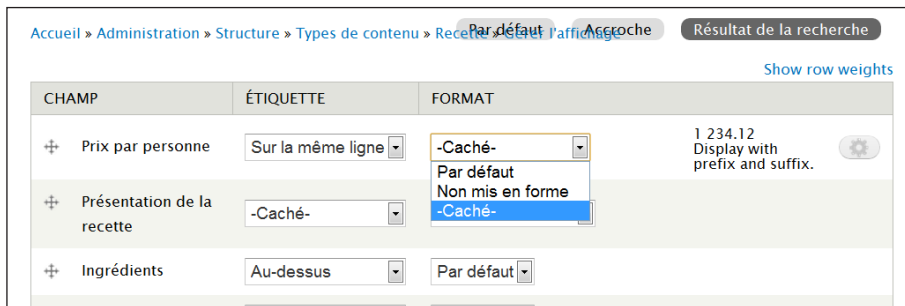 Accueil » Administration » Structure » Types de contenu » Recette » Gérer l'affichage
Par défaut Accroche Résultat de la recherche
Show row weights
CHAMP ÉTIQUETTE FORMAT
Prix par personne Sur la même ligne -Caché- 1 234.12
Display with
prefix and suffix.
Par défaut
Non mis en forme
-Caché-
Présentation de la
recette -Caché-
Ingrédients Au-dessus Par défaut